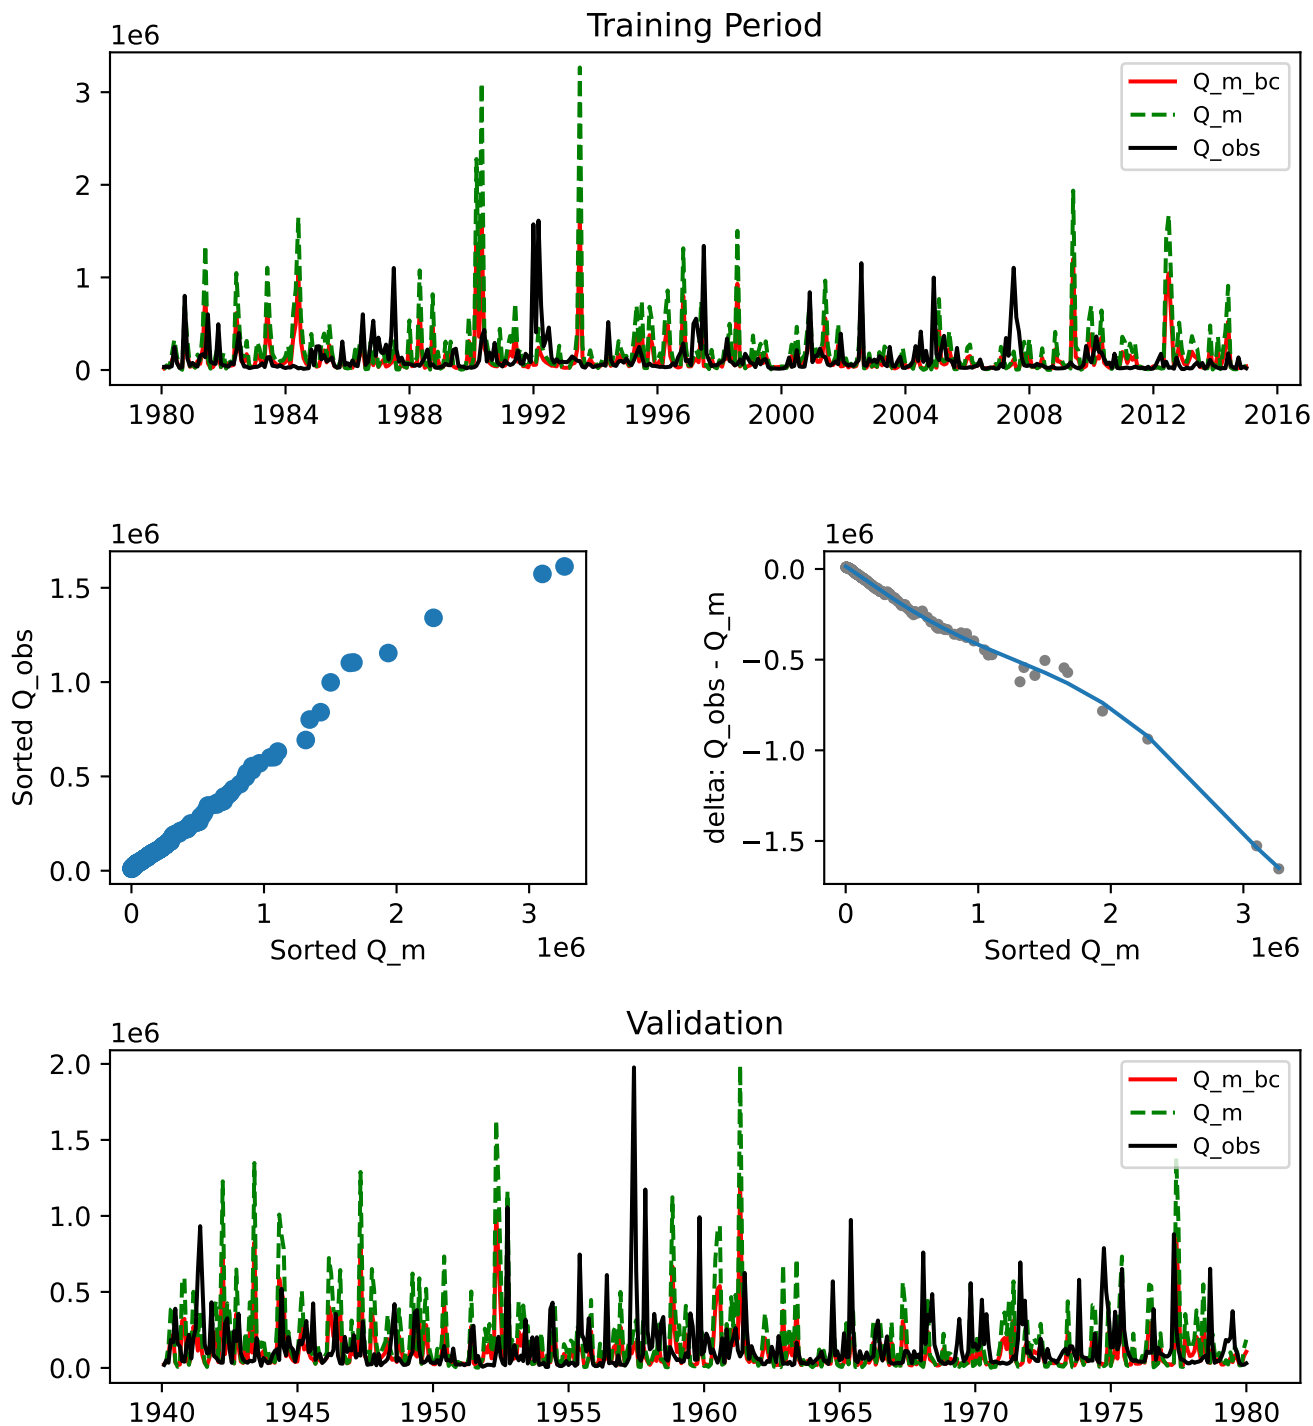 Training Period
1e6
3
2
1
0
Q_m_bc
Q_m
Q_obs
1980 1984 1988 1992 1996 2000 2004 2008 2012 2016
1e6
1.5
1.0
0.5
0.0
Sorted Q_obs
0 1 2 3
Sorted Q_m
1e6
1e6
0.0
−0.5
−1.0
−1.5
delta: Q_obs - Q_m
0 1 2 3
Sorted Q_m
1e6
Validation
1e6
2.0
1.5
1.0
0.5
0.0
Q_m_bc
Q_m
Q_obs
1940 1945 1950 1955 1960 1965 1970 1975 1980